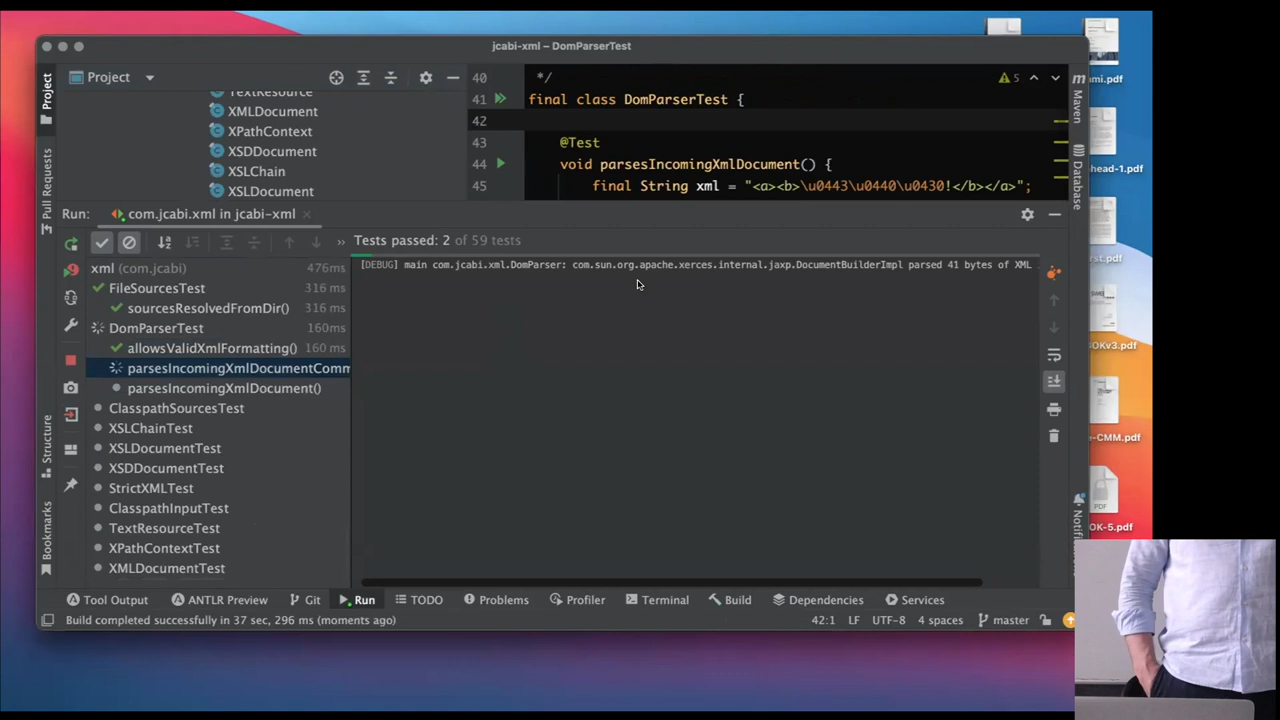 jcabi-xml – DomParserTest
Project
TextResource
XMLDocument
XPathContext
XSDDocument
XSLChain
XSLDocument
40 */
41 final class DomParserTest {
42
43 @Test
44 void parsesIncomingXmlDocument() {
45 final String xml = "<a><b>\u0443\u0440\u0430!</b></a>";
5
Project
Pull Requests
Structure
Bookmarks
Maven
Database
Run: com.jcabi.xml in jcabi-xml
Tests passed: 2 of 59 tests
[DEBUG] main com.jcabi.xml.DomParser: com.sun.org.apache.xerces.internal.jaxp.DocumentBuilderImpl parsed 41 bytes of XML
xml (com.jcabi) 476ms
FileSourcesTest 316 ms
sourcesResolvedFromDir() 316 ms
DomParserTest 160ms
allowsValidXmlFormatting() 160 ms
parsesIncomingXmlDocumentComm
parsesIncomingXmlDocument()
ClasspathSourcesTest
XSLChainTest
XSLDocumentTest
XSDDocumentTest
StrictXMLTest
ClasspathInputTest
TextResourceTest
XPathContextTest
XMLDocumentTest
Tool Output ANTLR Preview Git Run TODO Problems Profiler Terminal Build Dependencies Services
Build completed successfully in 37 sec, 296 ms (moments ago)
42:1 LF UTF-8 4 spaces master
mi.pdf
head-1.pdf
rst.pdf
OKv3.pdf
-CMM.pdf
PDF
OK-5.pdf